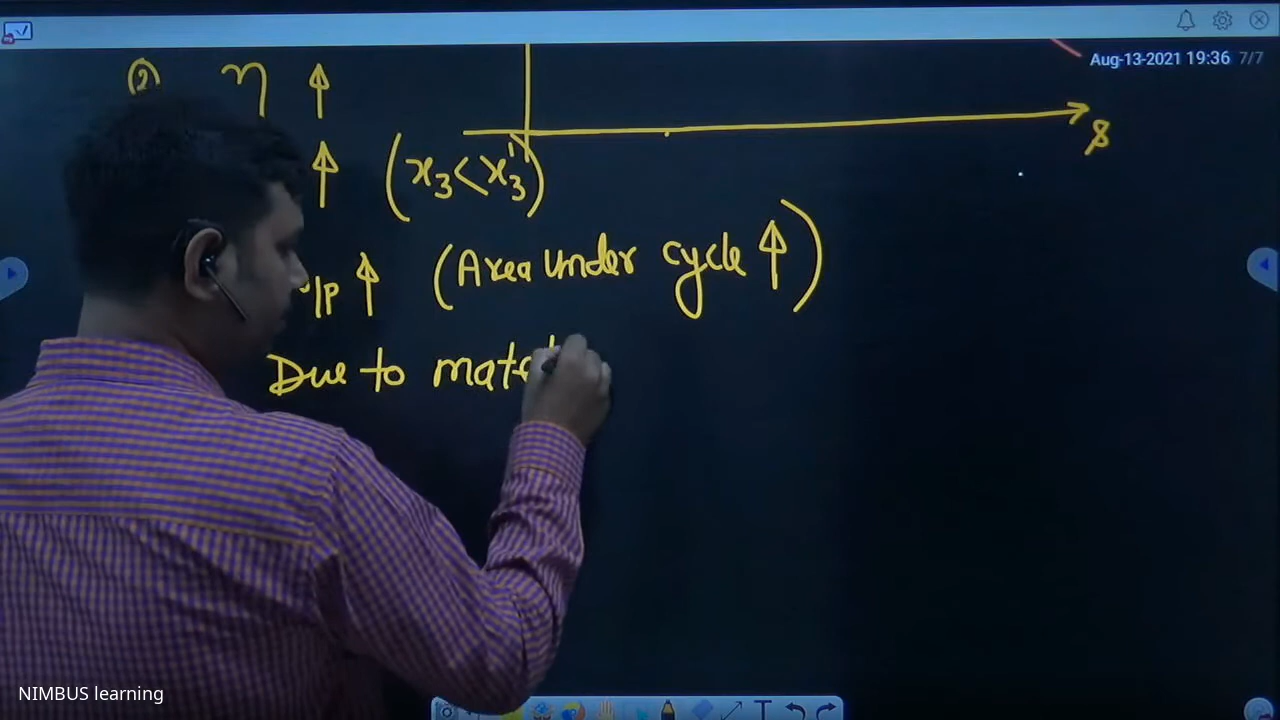 Aug-13-2021 19:36 7/7
② η ↑
s
↑ (x₃<x₃')
o/p ↑ (Area under cycle ↑)
Due to mate
T
NIMBUS learning